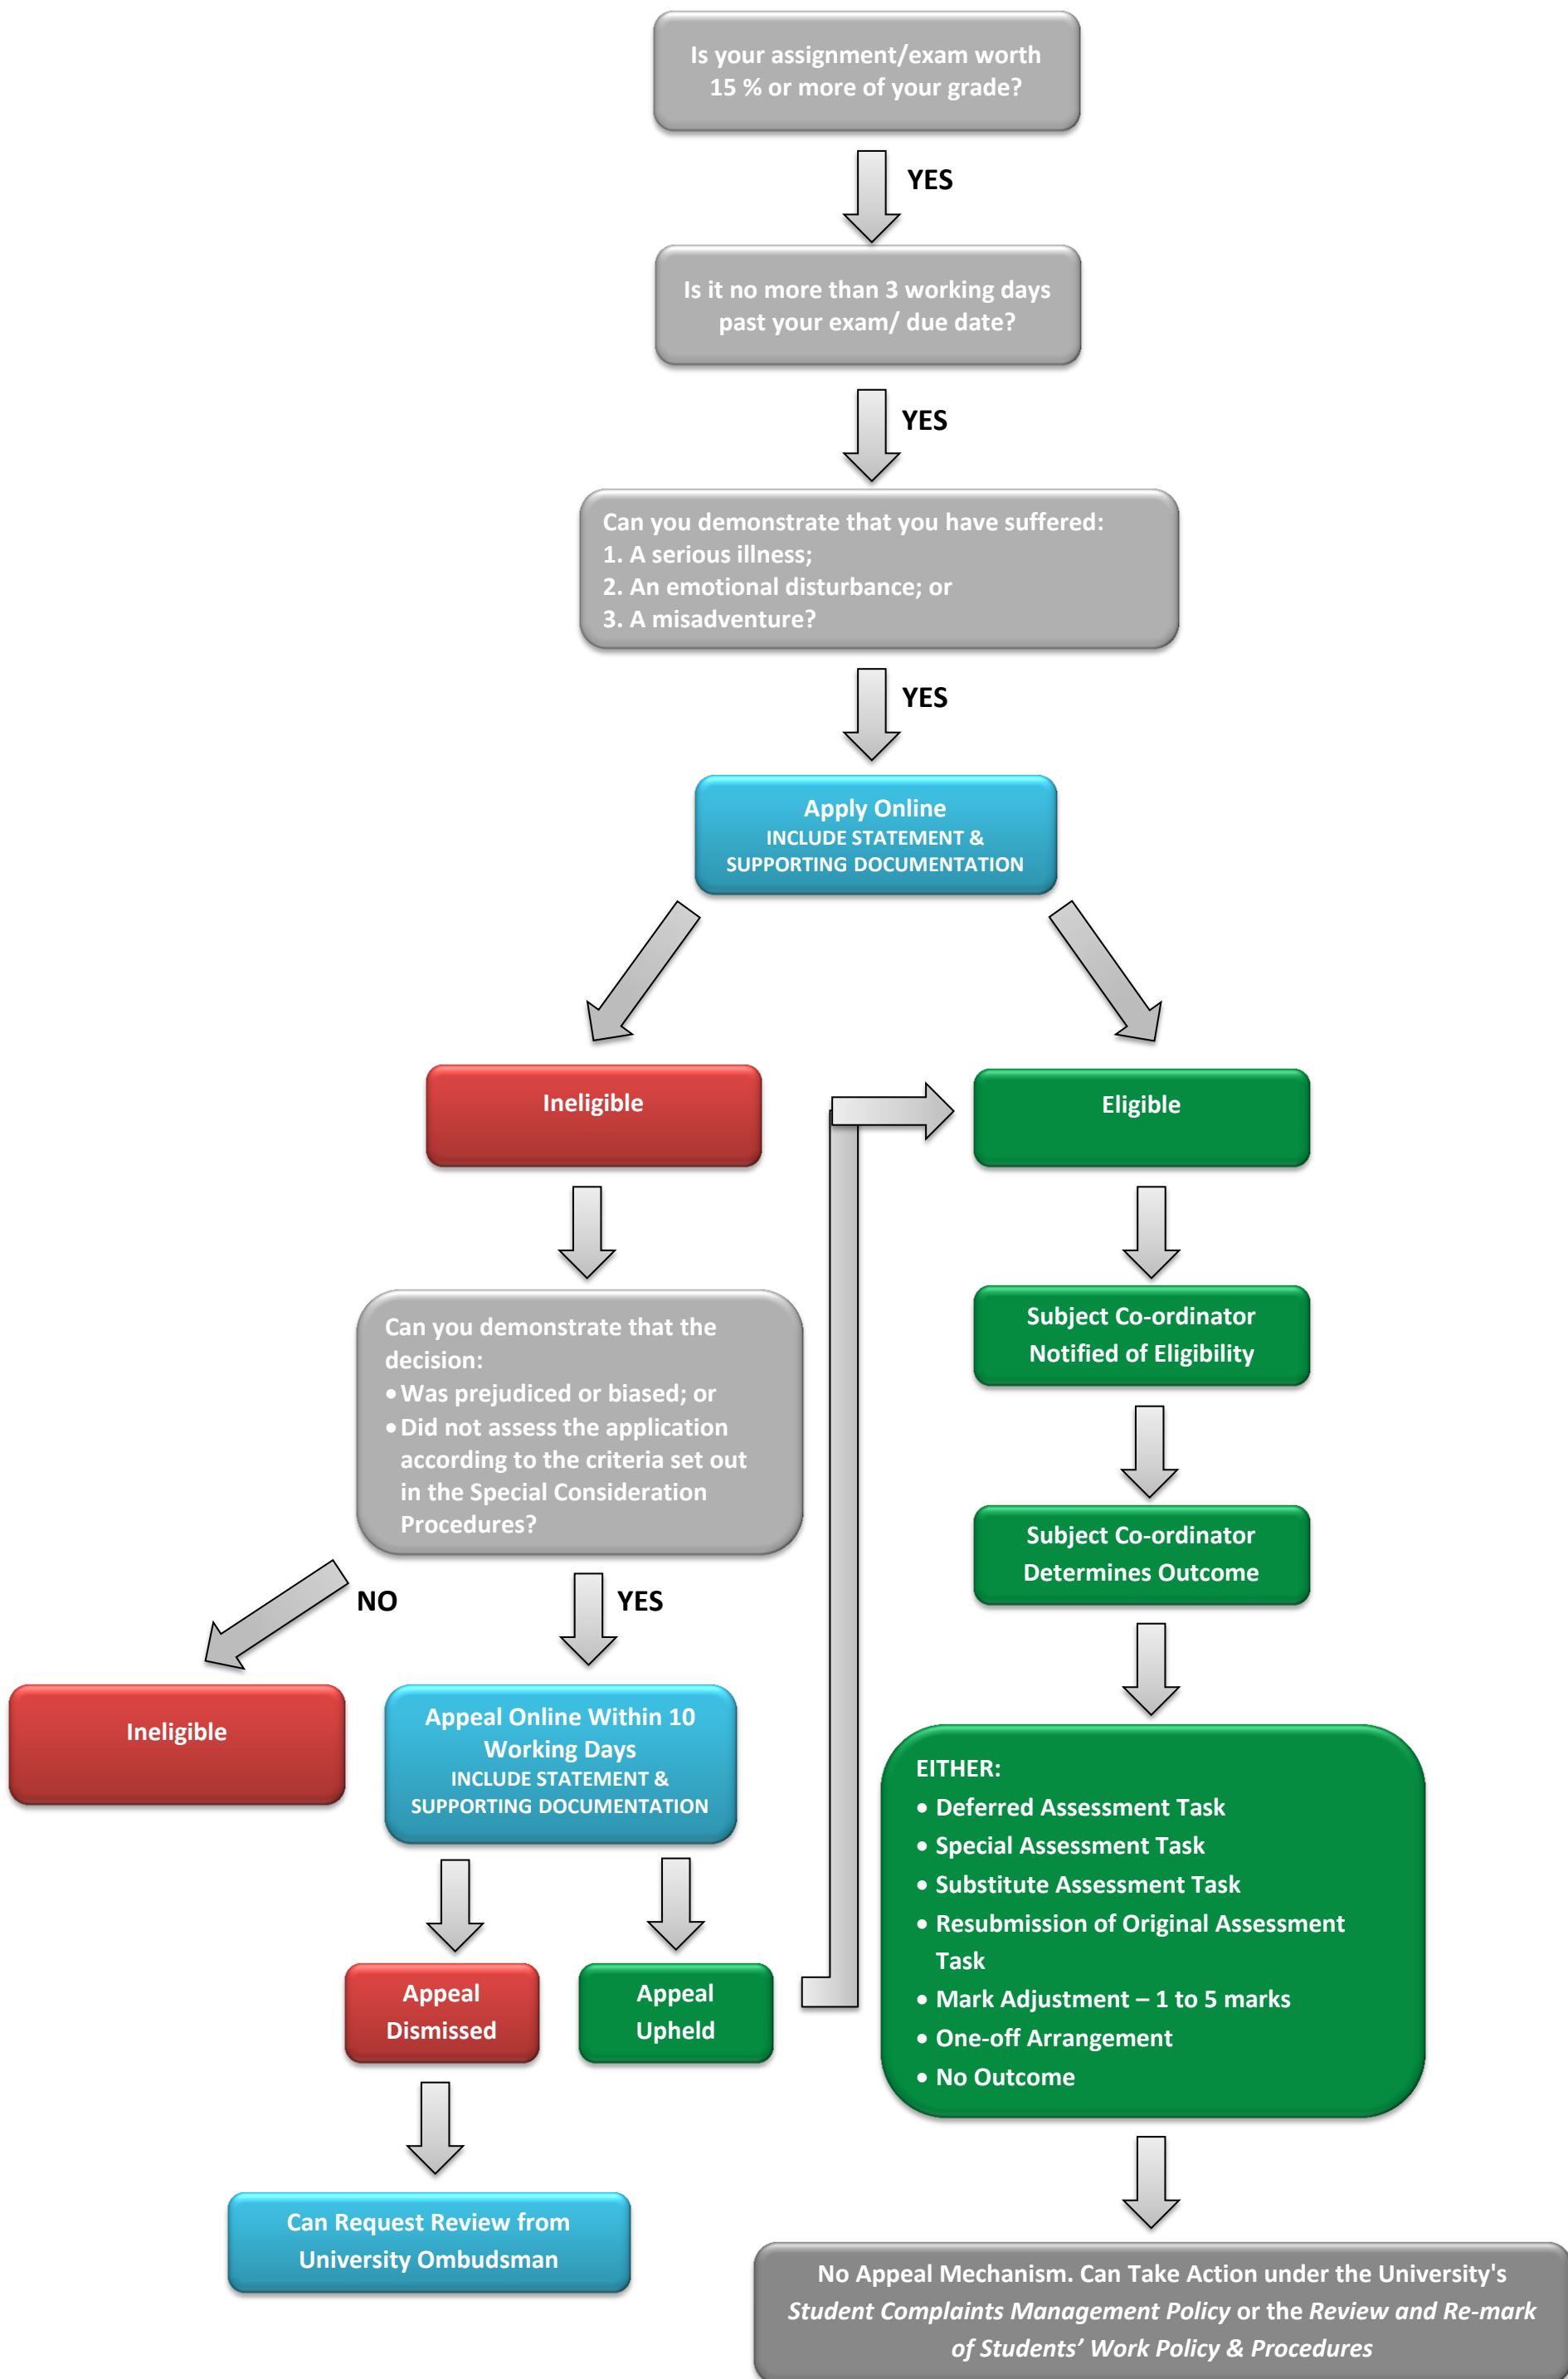 Is your assignment/exam worth
15 % or more of your grade?
YES
Is it no more than 3 working days
past your exam/ due date?
YES
Can you demonstrate that you have suffered:
1. A serious illness;
2. An emotional disturbance; or
3. A misadventure?
YES
Apply Online
INCLUDE STATEMENT &
SUPPORTING DOCUMENTATION
Ineligible
Eligible
Can you demonstrate that the
decision:
• Was prejudiced or biased; or
• Did not assess the application
according to the criteria set out
in the Special Consideration
Procedures?
Subject Co-ordinator
Notified of Eligibility
Subject Co-ordinator
Determines Outcome
NO
YES
Ineligible
Appeal Online Within 10
Working Days
INCLUDE STATEMENT &
SUPPORTING DOCUMENTATION
EITHER:
• Deferred Assessment Task
• Special Assessment Task
• Substitute Assessment Task
• Resubmission of Original Assessment
Task
• Mark Adjustment – 1 to 5 marks
• One-off Arrangement
• No Outcome
Appeal
Dismissed
Appeal
Upheld
Can Request Review from
University Ombudsman
No Appeal Mechanism. Can Take Action under the University's
Student Complaints Management Policy or the Review and Re-mark
of Students’ Work Policy & Procedures